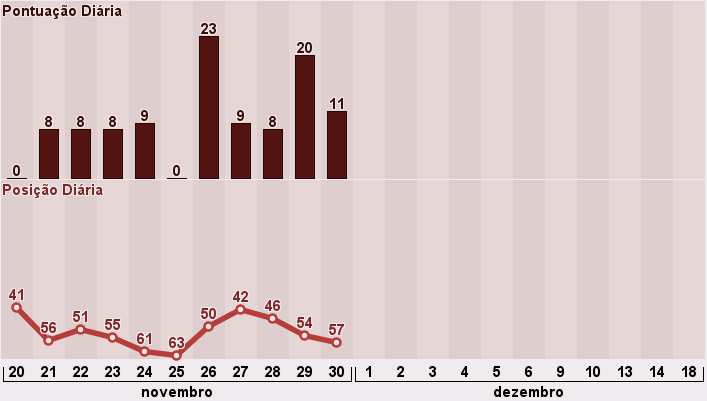 Pontuação Diária
0 8 8 8 9 0 23 9 8 20 11
Posição Diária
41 56 51 55 61 63 50 42 46 54 57
20 21 22 23 24 25 26 27 28 29 30 1 2 3 4 5 6 9 10 13 14 18
novembro dezembro